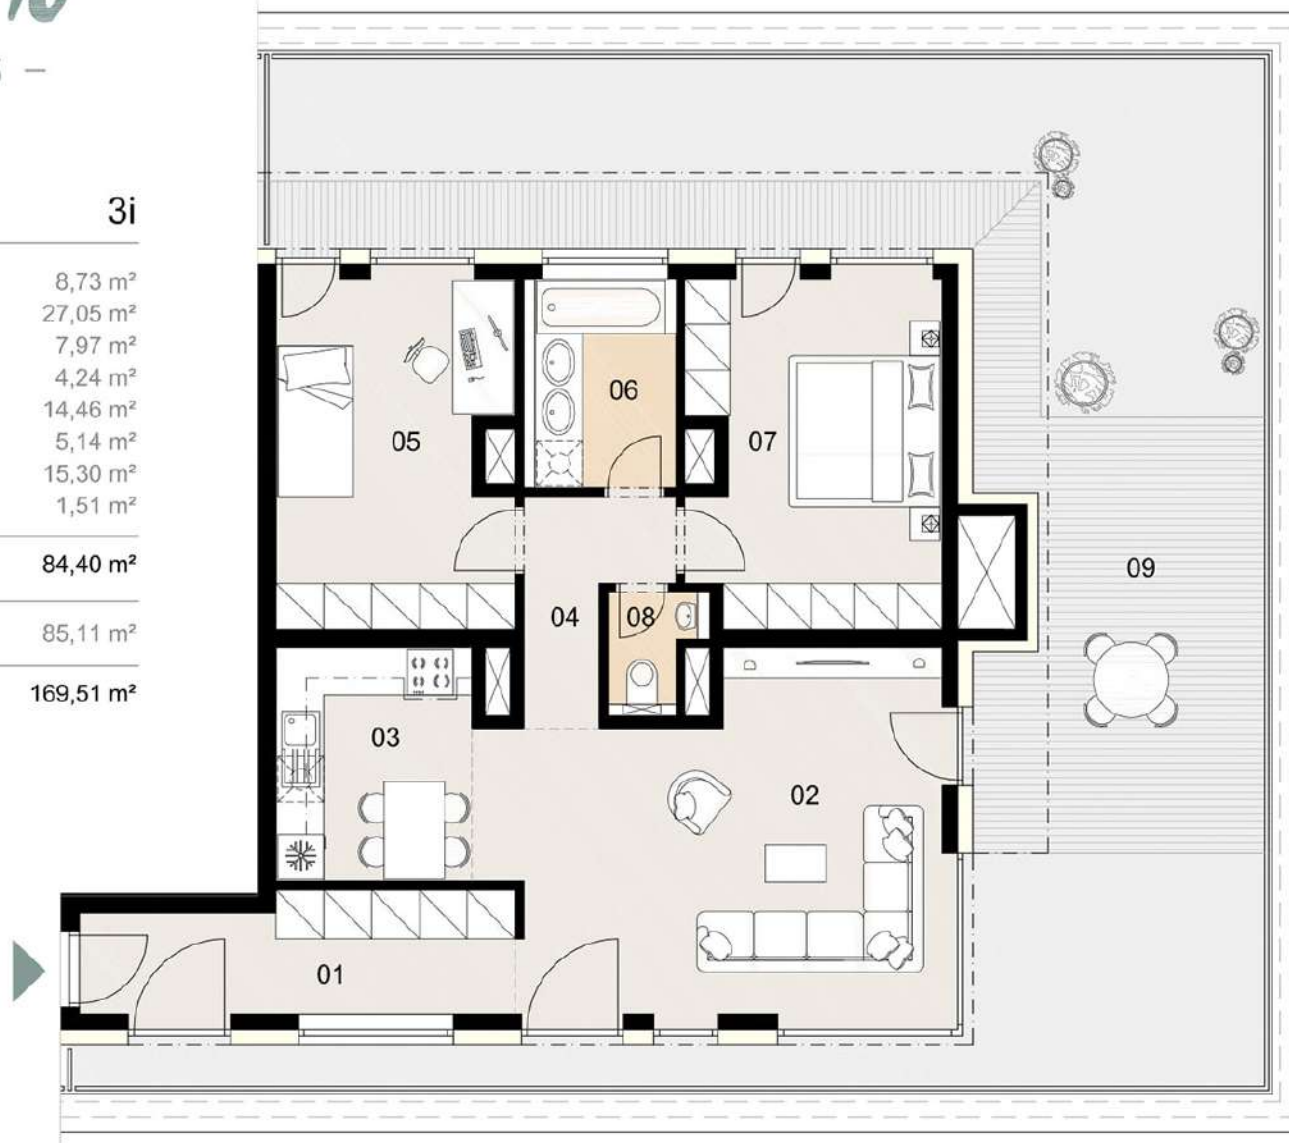 3i
8,73 m²
27,05 m²
7,97 m²
4,24 m²
14,46 m²
5,14 m²
15,30 m²
1,51 m²
84,40 m²
85,11 m²
169,51 m²
06
05
07
09
04
08
03
02
01